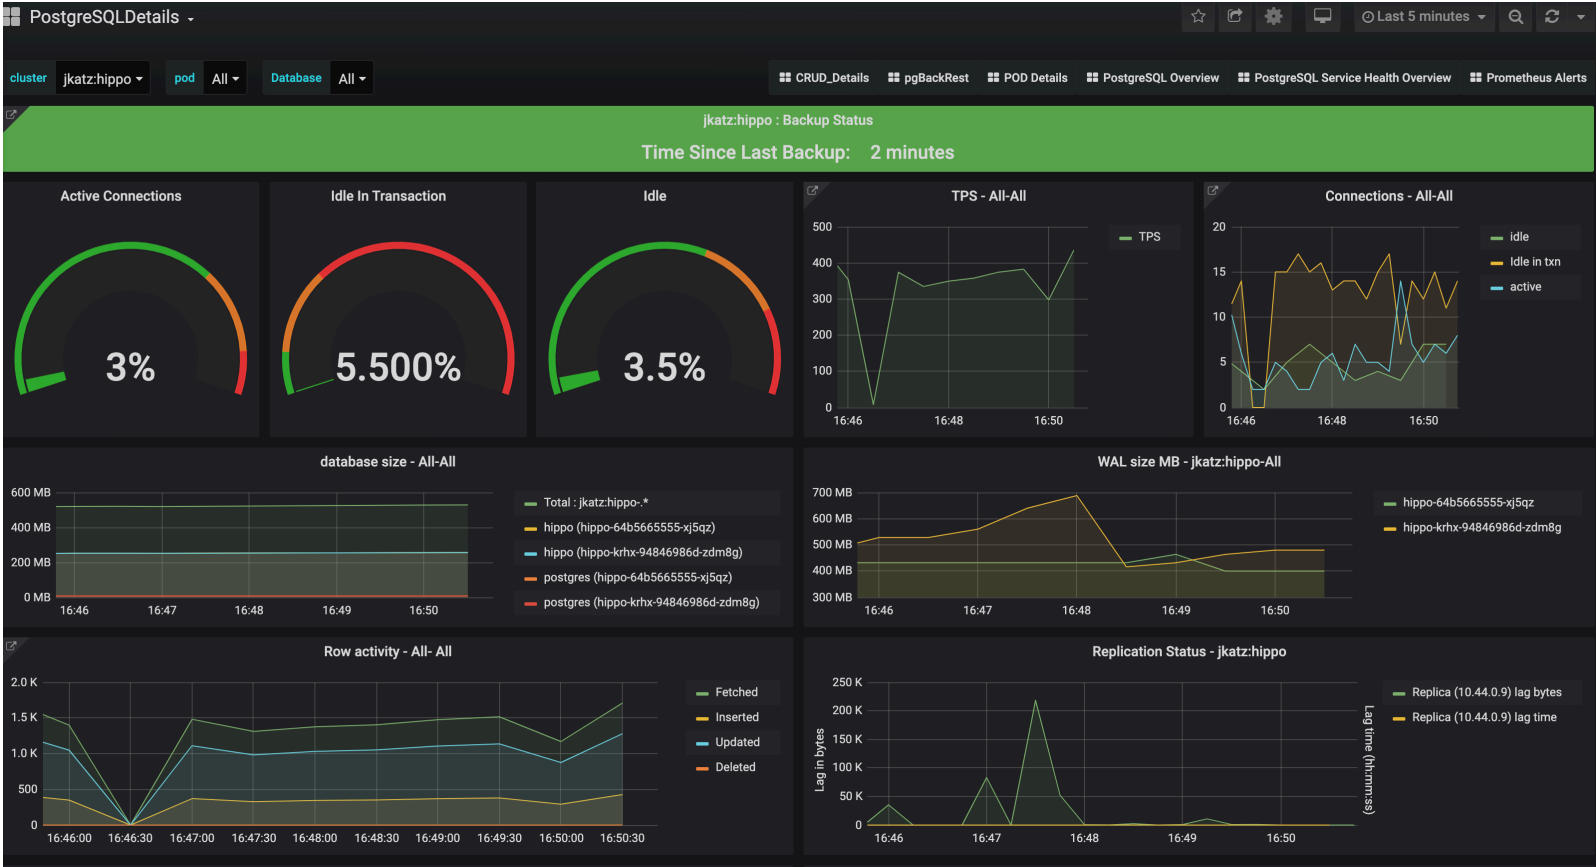 PostgreSQLDetails
Last 5 minutes
cluster jkatz:hippo pod All Database All
CRUD_Details pgBackRest POD Details PostgreSQL Overview PostgreSQL Service Health Overview Prometheus Alerts
jkatz:hippo : Backup Status
Time Since Last Backup: 2 minutes
Active Connections
3%
Idle In Transaction
5.500%
Idle
3.5%
TPS - All-All
500
400
300
200
100
0
16:46 16:48 16:50
TPS
Connections - All-All
20
15
10
5
0
16:46 16:48 16:50
idle
Idle in txn
active
database size - All-All
600 MB
400 MB
200 MB
0 MB
16:46 16:47 16:48 16:49 16:50
Total : jkatz:hippo-.*
hippo (hippo-64b5665555-xj5qz)
hippo (hippo-krhx-94846986d-zdm8g)
postgres (hippo-64b5665555-xj5qz)
postgres (hippo-krhx-94846986d-zdm8g)
WAL size MB - jkatz:hippo-All
700 MB
600 MB
500 MB
400 MB
300 MB
16:46 16:47 16:48 16:49 16:50
hippo-64b5665555-xj5qz
hippo-krhx-94846986d-zdm8g
Row activity - All- All
2.0 K
1.5 K
1.0 K
500
0
16:46:00 16:46:30 16:47:00 16:47:30 16:48:00 16:48:30 16:49:00 16:49:30 16:50:00 16:50:30
Fetched
Inserted
Updated
Deleted
Replication Status - jkatz:hippo
Lag in bytes
250 K
200 K
150 K
100 K
50 K
0
16:46 16:47 16:48 16:49 16:50
Lag time (hh:mm:ss)
Replica (10.44.0.9) lag bytes
Replica (10.44.0.9) lag time